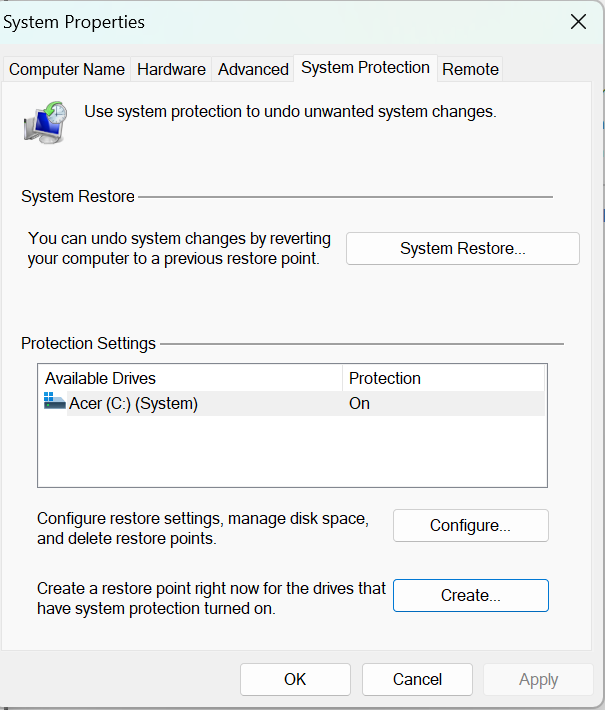 System Properties
Computer Name Hardware Advanced System Protection Remote
Use system protection to undo unwanted system changes.
System Restore
You can undo system changes by reverting
your computer to a previous restore point.
System Restore...
Protection Settings
Available Drives Protection
Acer (C:) (System) On
Configure restore settings, manage disk space,
and delete restore points.
Configure...
Create a restore point right now for the drives that
have system protection turned on.
Create...
OK Cancel Apply